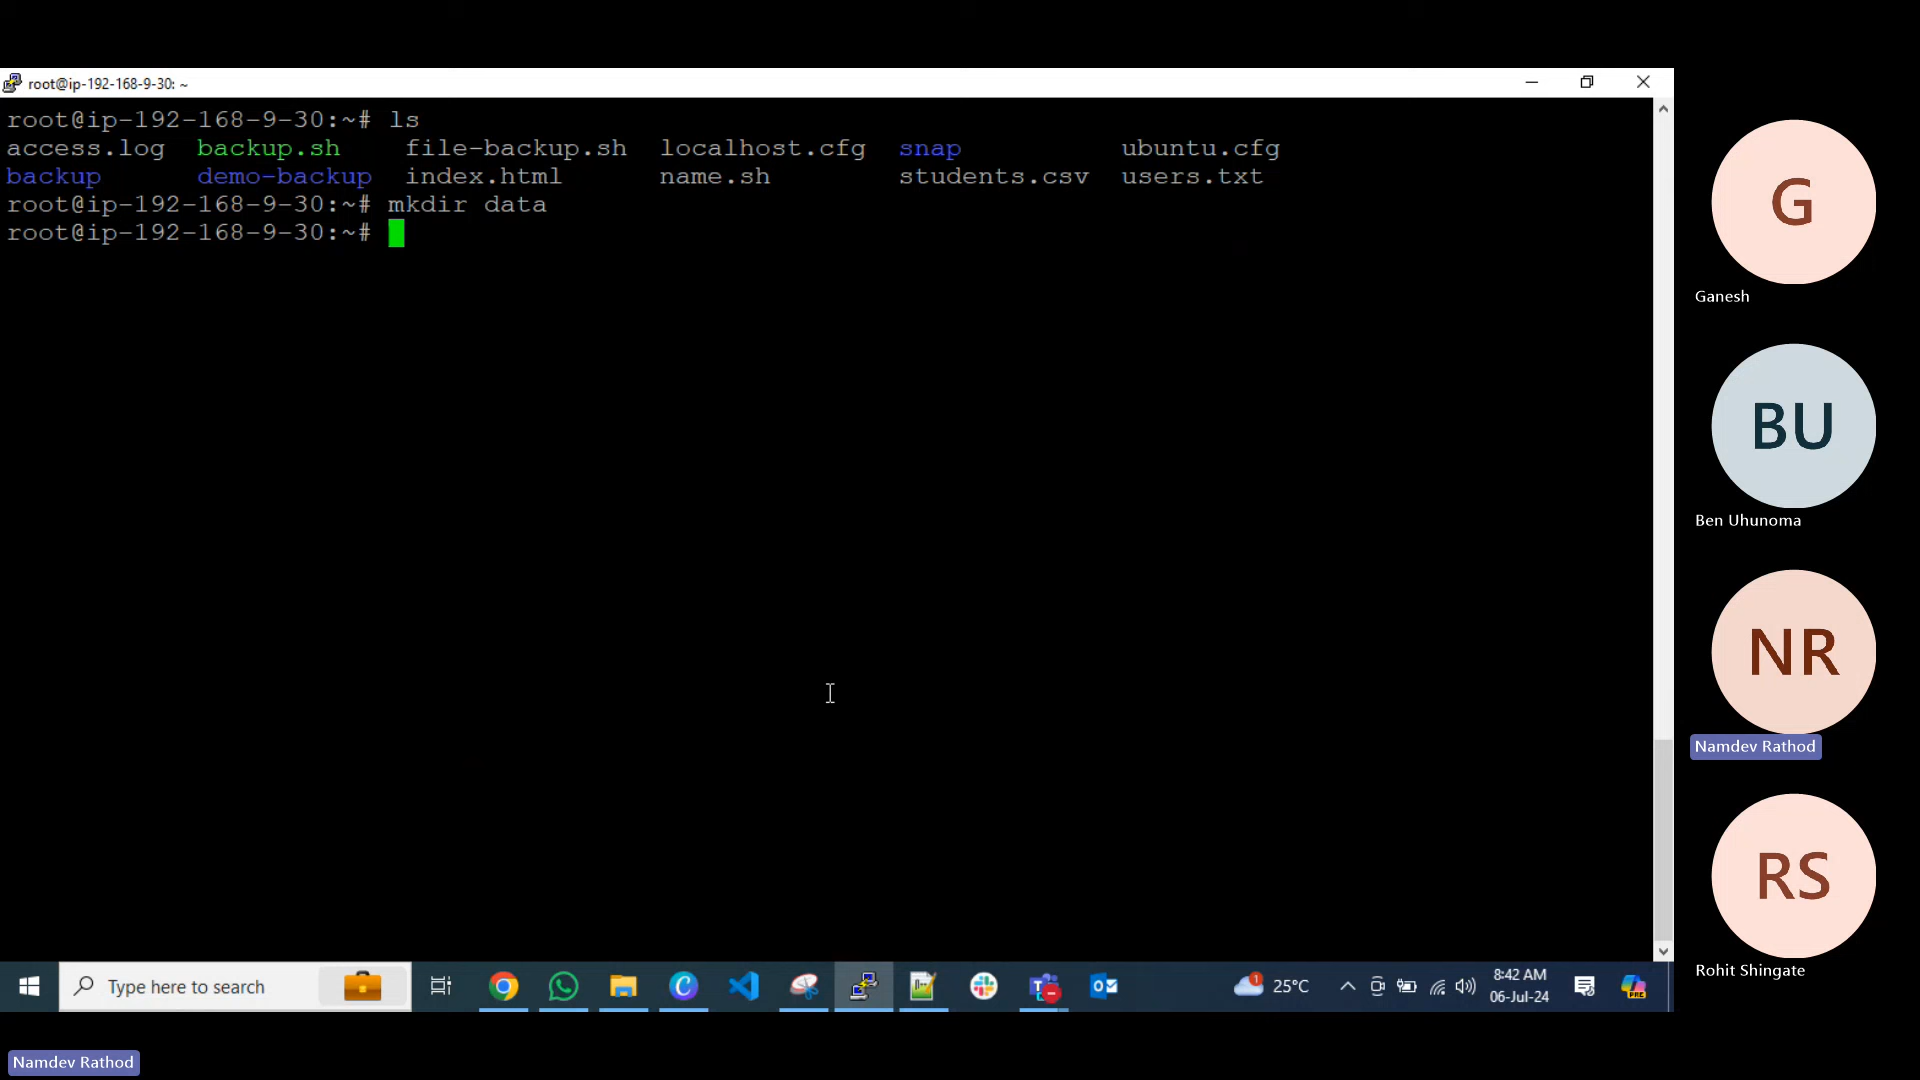 root@ip-192-168-9-30: ~
root@ip-192-168-9-30:~# ls
access.log backup.sh file-backup.sh localhost.cfg snap ubuntu.cfg
backup demo-backup index.html name.sh students.csv users.txt
root@ip-192-168-9-30:~# mkdir data
root@ip-192-168-9-30:~#
G
Ganesh
BU
Ben Uhunoma
NR
Namdev Rathod
RS
Rohit Shingate
Type here to search
25°C
8:42 AM
06-Jul-24
Namdev Rathod